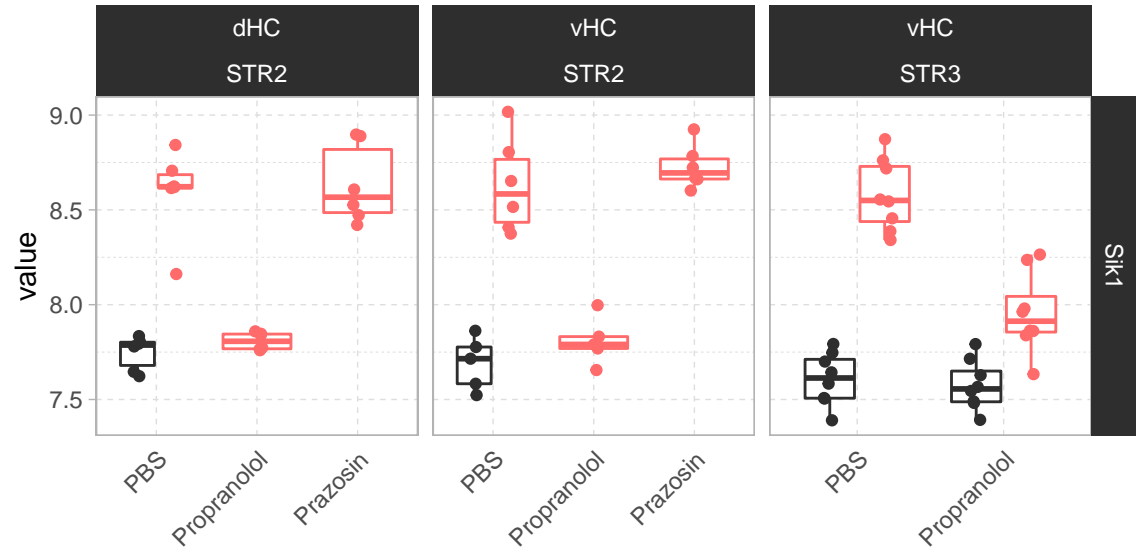 dHC
STR2
vHC
STR2
vHC
STR3
value
9.0
8.5
8.0
7.5
Sik1
PBS
Propranolol
Prazosin
PBS
Propranolol
Prazosin
PBS
Propranolol